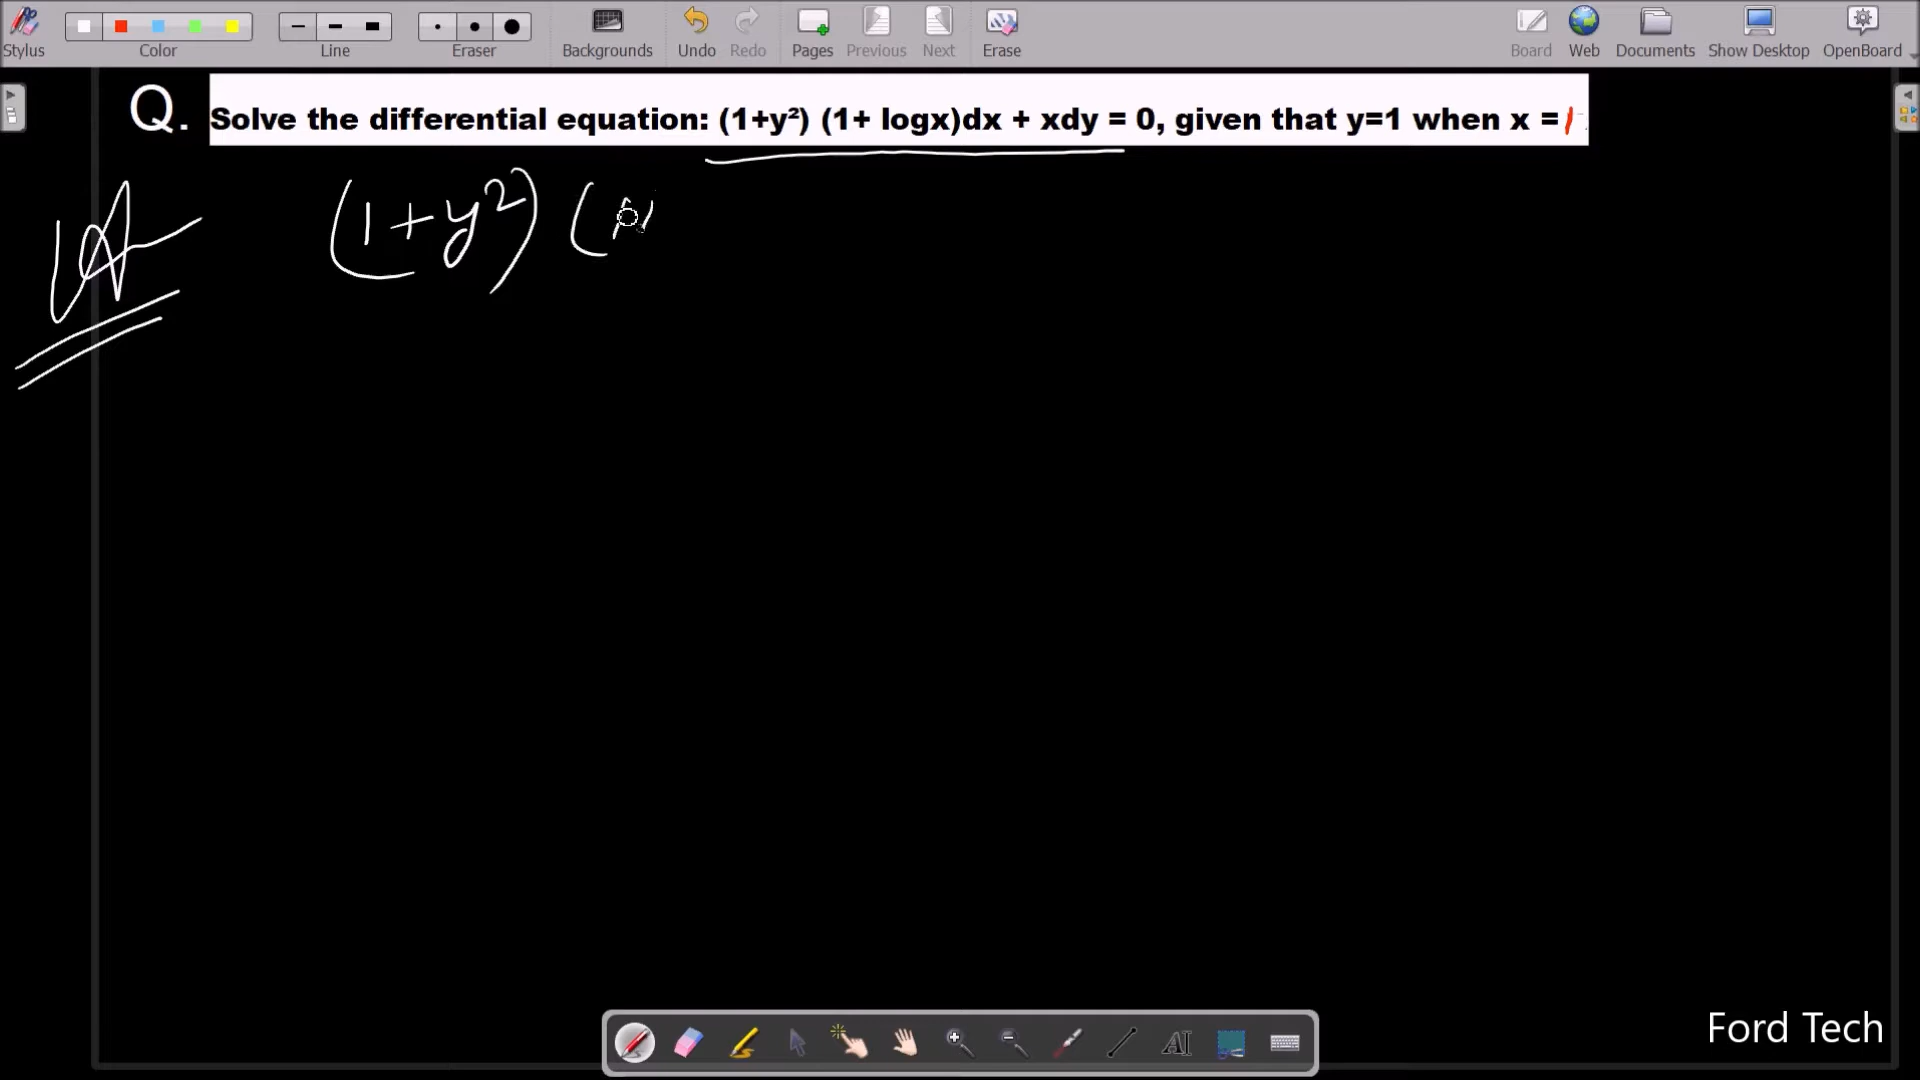 Stylus Color Line Eraser Backgrounds Undo Redo Pages Previous Next Erase Board Web Documents Show Desktop OpenBoard
Q. Solve the differential equation: (1+y²) (1+ logx)dx + xdy = 0, given that y=1 when x = 1
(1+y²) (
AI
Ford Tech